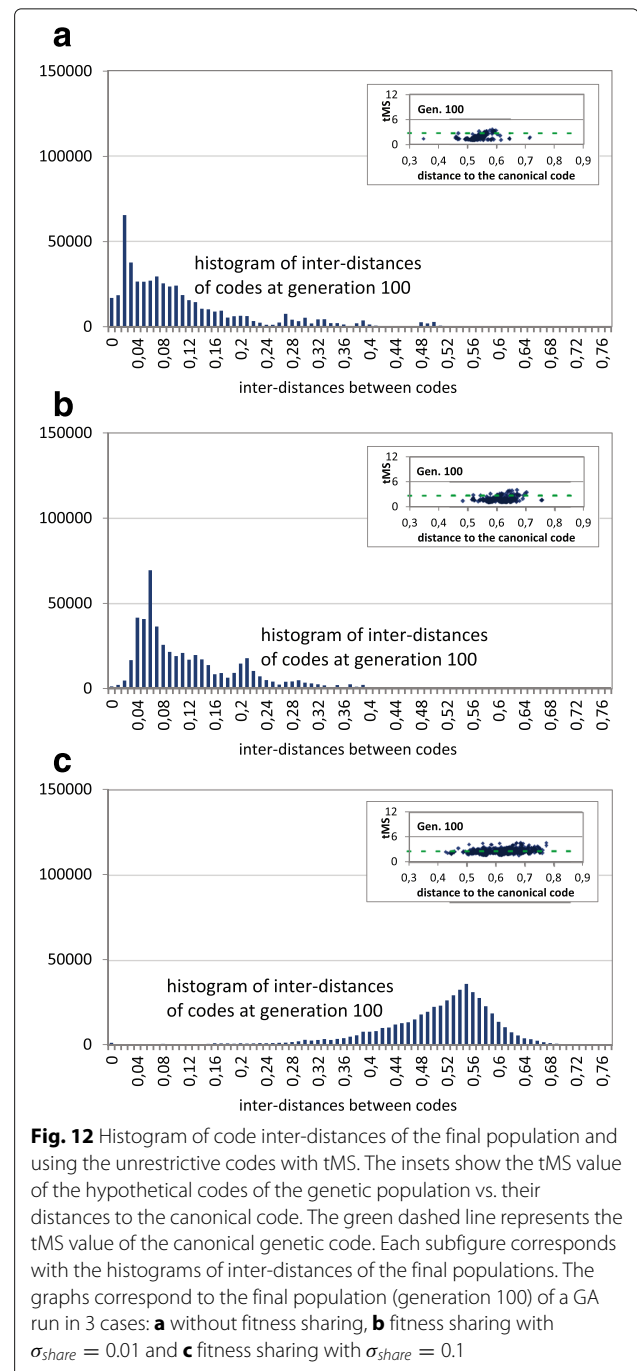 a
150000
100000
50000
0
12
6
0
tMS
Gen. 100
0,3 0,4 0,5 0,6 0,7 0,8 0,9
distance to the canonical code
histogram of inter-distances
of codes at generation 100
0 0,04 0,08 0,12 0,16 0,2 0,24 0,28 0,32 0,36 0,4 0,44 0,48 0,52 0,56 0,6 0,64 0,68 0,72 0,76
inter-distances between codes
b
150000
100000
50000
0
12
6
0
tMS
Gen. 100
0,3 0,4 0,5 0,6 0,7 0,8 0,9
distance to the canonical code
histogram of inter-distances
of codes at generation 100
0 0,04 0,08 0,12 0,16 0,2 0,24 0,28 0,32 0,36 0,4 0,44 0,48 0,52 0,56 0,6 0,64 0,68 0,72 0,76
inter-distances between codes
c
150000
100000
50000
0
12
6
0
tMS
Gen. 100
0,3 0,4 0,5 0,6 0,7 0,8 0,9
distance to the canonical code
histogram of inter-distances
of codes at generation 100
0 0,04 0,08 0,12 0,16 0,2 0,24 0,28 0,32 0,36 0,4 0,44 0,48 0,52 0,56 0,6 0,64 0,68 0,72 0,76
inter-distances between codes
Fig. 12 Histogram of code inter-distances of the final population and
using the unrestrictive codes with tMS. The insets show the tMS value
of the hypothetical codes of the genetic population vs. their
distances to the canonical code. The green dashed line represents the
tMS value of the canonical genetic code. Each subfigure corresponds
with the histograms of inter-distances of the final populations. The
graphs correspond to the final population (generation 100) of a GA
run in 3 cases: a without fitness sharing, b fitness sharing with
σshare = 0.01 and c fitness sharing with σshare = 0.1